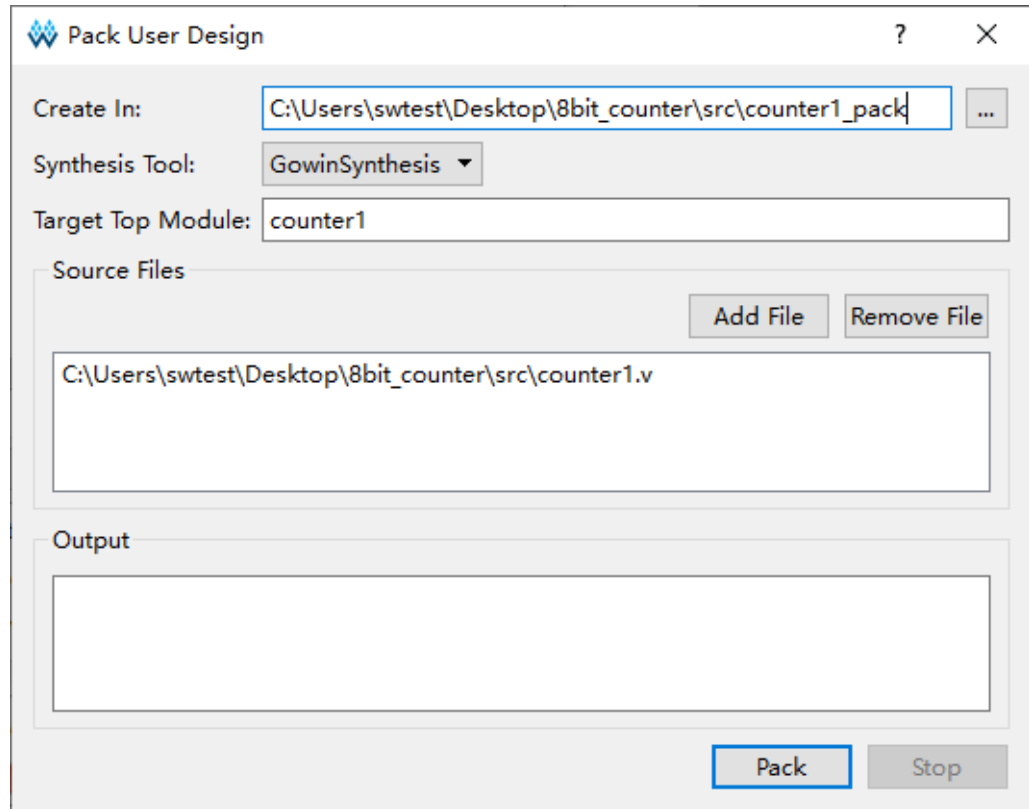 Pack User Design ?
Create In: C:\Users\swtest\Desktop\8bit_counter\src\counter1_pack ...
Synthesis Tool: GowinSynthesis
Target Top Module: counter1
Source Files
Add File Remove File
C:\Users\swtest\Desktop\8bit_counter\src\counter1.v
Output
Pack Stop